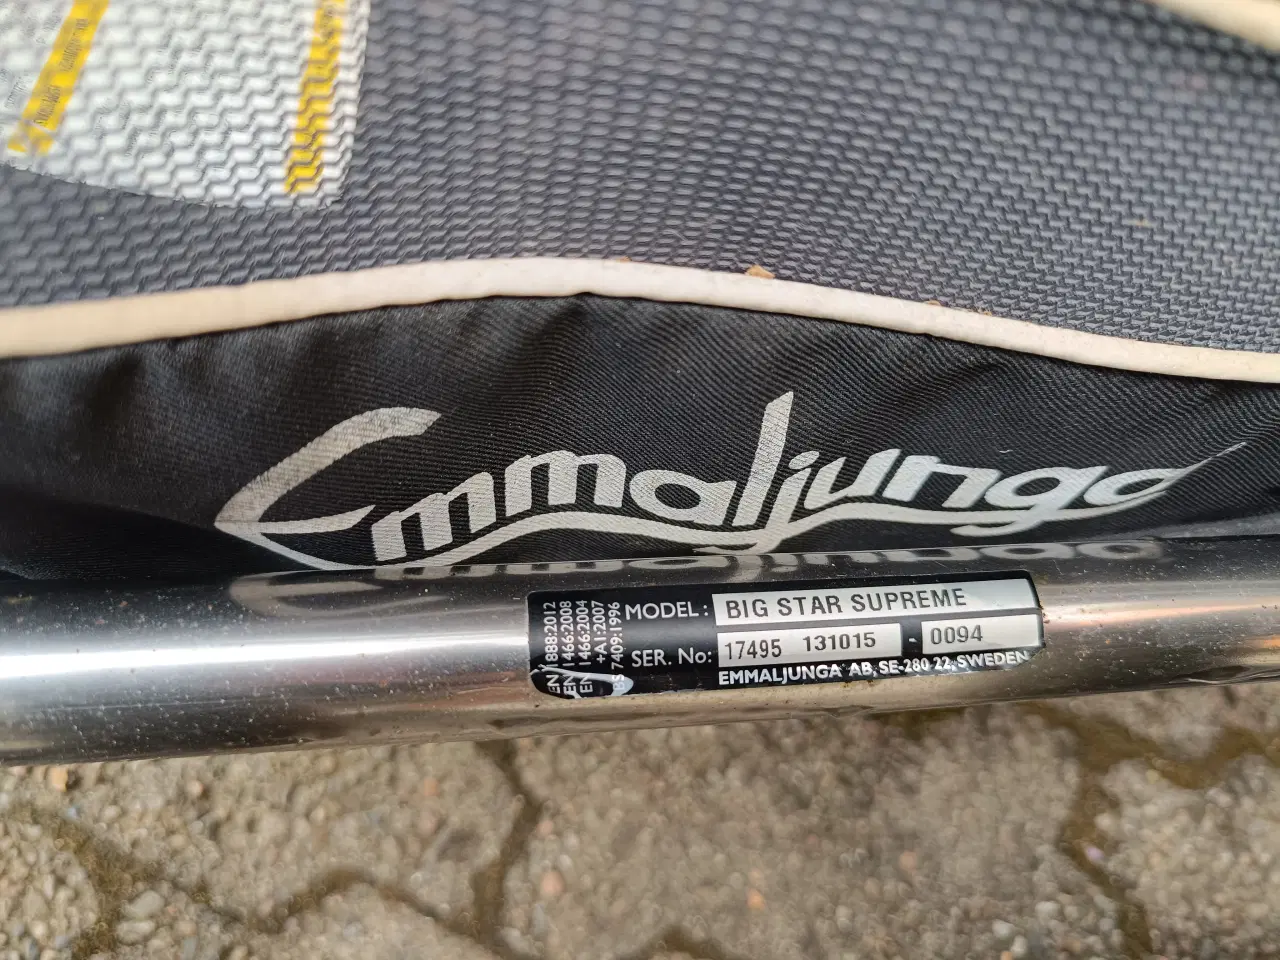 Emmaljunga
MODEL: BIG STAR SUPREME
SER. No: 17495 131015 0094
EMMALJUNGA AB, SE-280 22, SWEDEN
EN 1888:2012
EN 1466:2008
EN 1466:2004
+A1:2007
BS 7409:1996